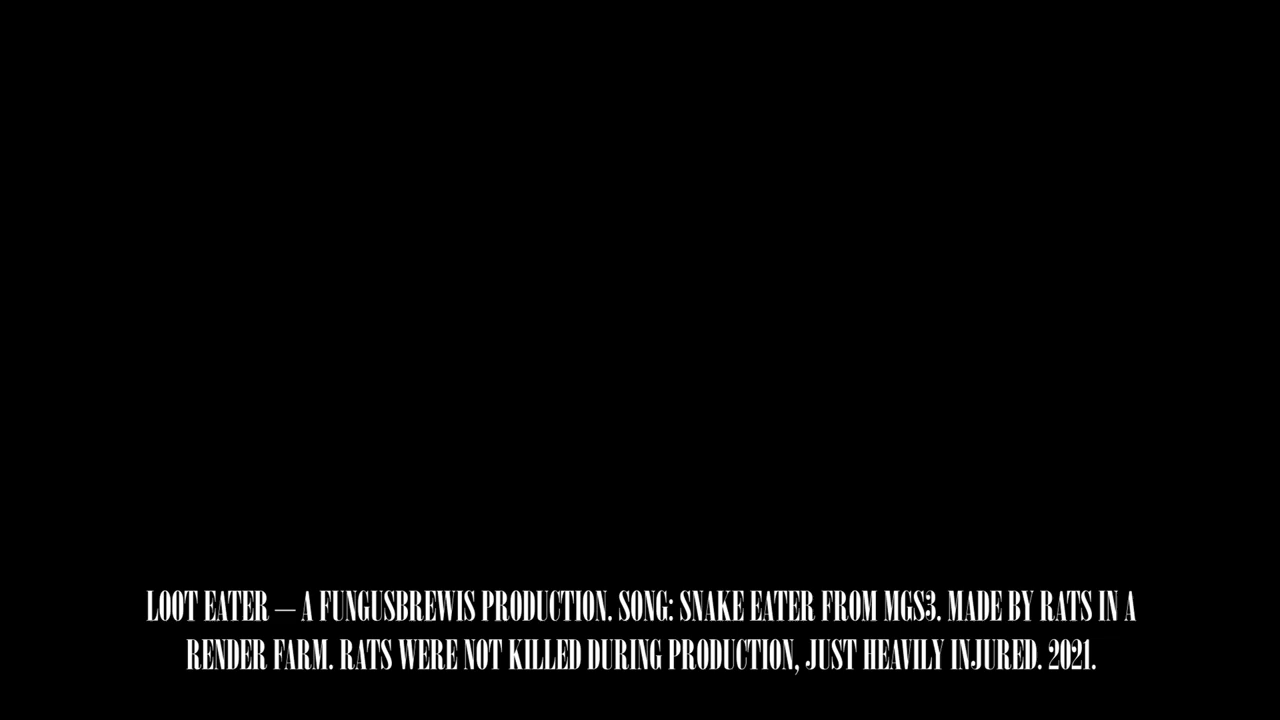 LOOT EATER – A FUNGUSBREWIS PRODUCTION. SONG: SNAKE EATER FROM MGS3. MADE BY RATS IN A
RENDER FARM. RATS WERE NOT KILLED DURING PRODUCTION, JUST HEAVILY INJURED. 2021.